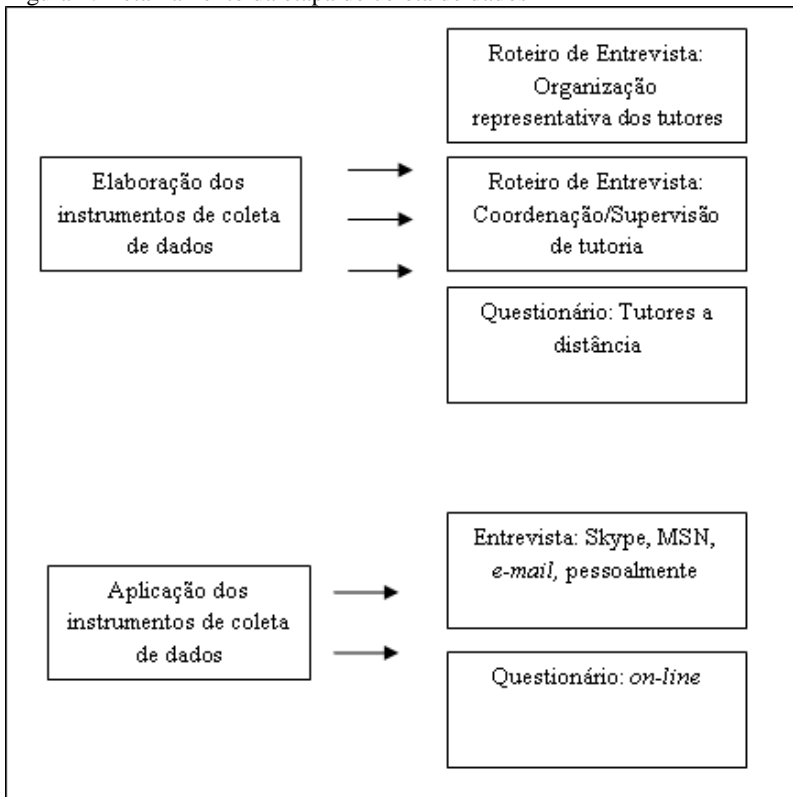 Roteiro de Entrevista:
Organização
representativa dos tutores
Elaboração dos
instrumentos de coleta
de dados
Roteiro de Entrevista:
Coordenação/Supervisão
de tutoria
Questionário: Tutores a
distância
Entrevista: Skype, MSN,
e-mail, pessoalmente
Aplicação dos
instrumentos de coleta
de dados
Questionário: on-line